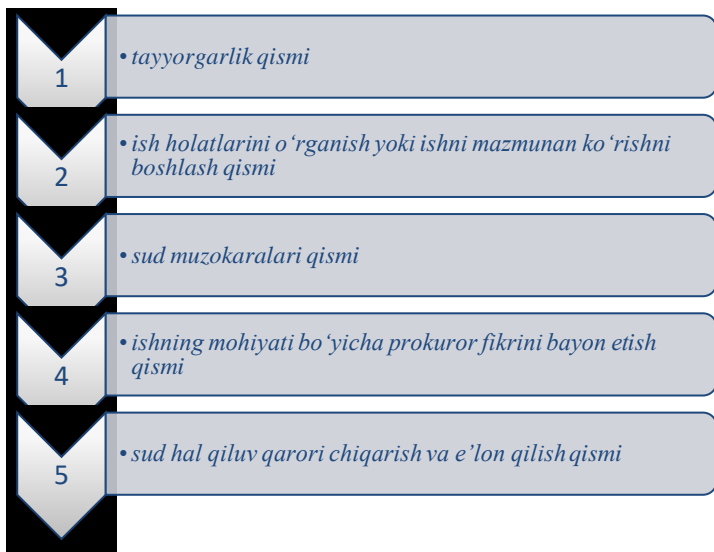 1
• tayyorgarlik qismi
2
• ish holatlarini o‘rganish yoki ishni mazmunan ko‘rishni
boshlash qismi
3
• sud muzokaralari qismi
4
• ishning mohiyati bo‘yicha prokuror fikrini bayon etish
qismi
5
• sud hal qiluv qarori chiqarish va e’lon qilish qismi